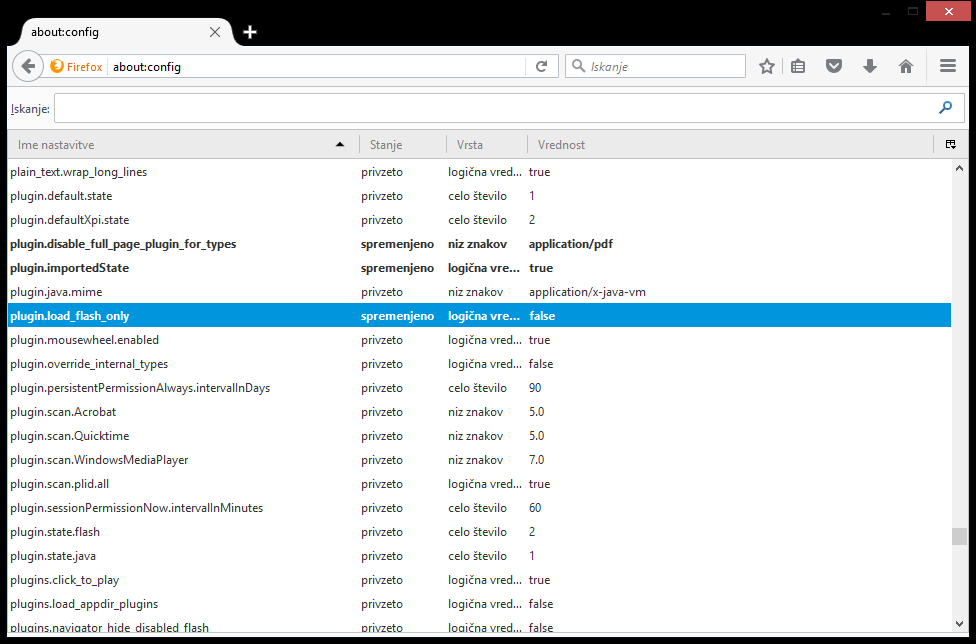 about:config
Firefox about:config Iskanje
Iskanje:
Ime nastavitve Stanje Vrsta Vrednost
plain_text.wrap_long_lines privzeto logična vred... true
plugin.default.state privzeto celo število 1
plugin.defaultXpi.state privzeto celo število 2
plugin.disable_full_page_plugin_for_types spremenjeno niz znakov application/pdf
plugin.importedState spremenjeno logična vre... true
plugin.java.mime privzeto niz znakov application/x-java-vm
plugin.load_flash_only spremenjeno logična vre... false
plugin.mousewheel.enabled privzeto logična vred... true
plugin.override_internal_types privzeto logična vred... false
plugin.persistentPermissionAlways.intervalInDays privzeto celo število 90
plugin.scan.Acrobat privzeto niz znakov 5.0
plugin.scan.Quicktime privzeto niz znakov 5.0
plugin.scan.WindowsMediaPlayer privzeto niz znakov 7.0
plugin.scan.plid.all privzeto logična vred... true
plugin.sessionPermissionNow.intervalInMinutes privzeto celo število 60
plugin.state.flash privzeto celo število 2
plugin.state.java privzeto celo število 1
plugins.click_to_play privzeto logična vred... true
plugins.load_appdir_plugins privzeto logična vred... false
plugins.navigator_hide_disabled_flash privzeto logična vred... false